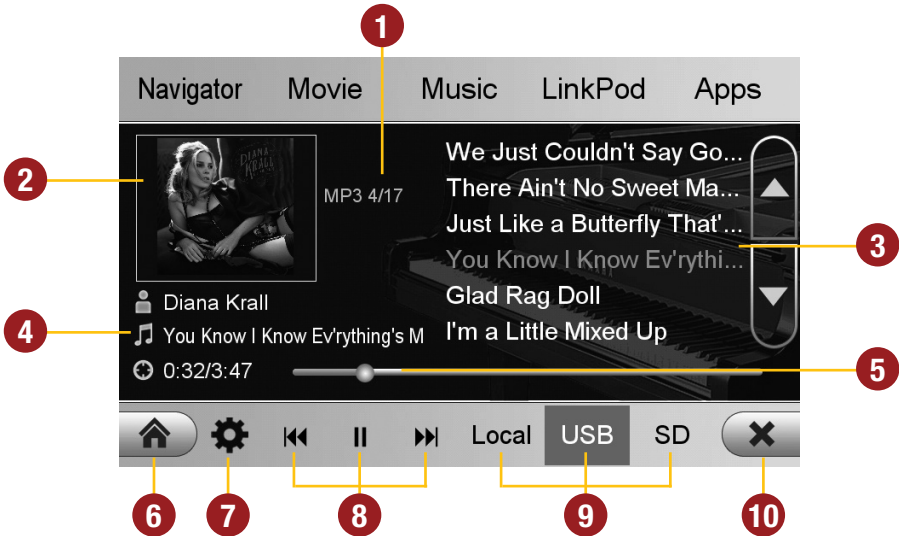 1
Navigator Movie Music LinkPod Apps
2
DIANA
KRALL
MP3 4/17
We Just Couldn't Say Go...
There Ain't No Sweet Ma...
Just Like a Butterfly That'...
You Know I Know Ev'rythi...
Glad Rag Doll
I'm a Little Mixed Up
3
Diana Krall
4
You Know I Know Ev'rything's M
0:32/3:47
5
Local USB SD
6 7 8 9 10